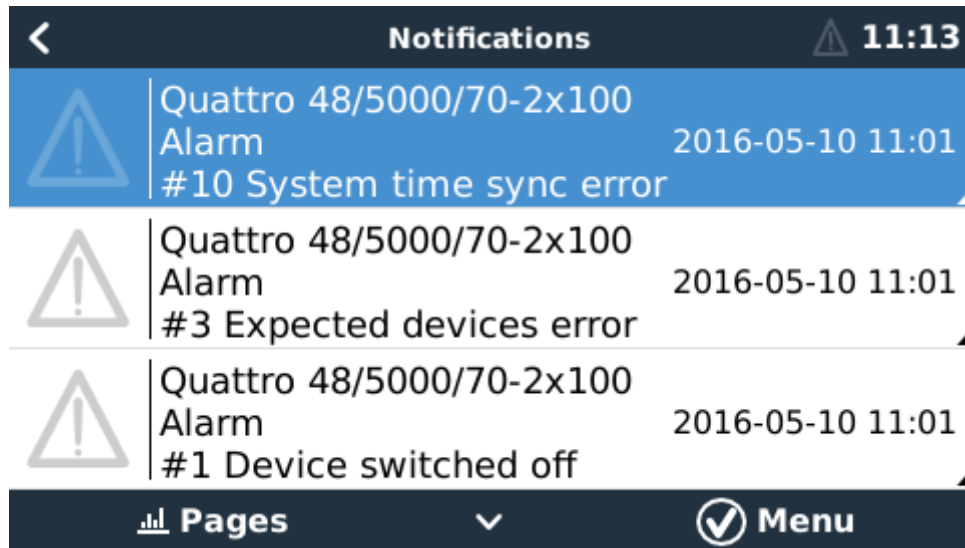 Notifications
11:13
Quattro 48/5000/70-2x100
Alarm
2016-05-10 11:01
#10 System time sync error
Quattro 48/5000/70-2x100
Alarm
2016-05-10 11:01
#3 Expected devices error
Quattro 48/5000/70-2x100
Alarm
2016-05-10 11:01
#1 Device switched off
Pages
Menu